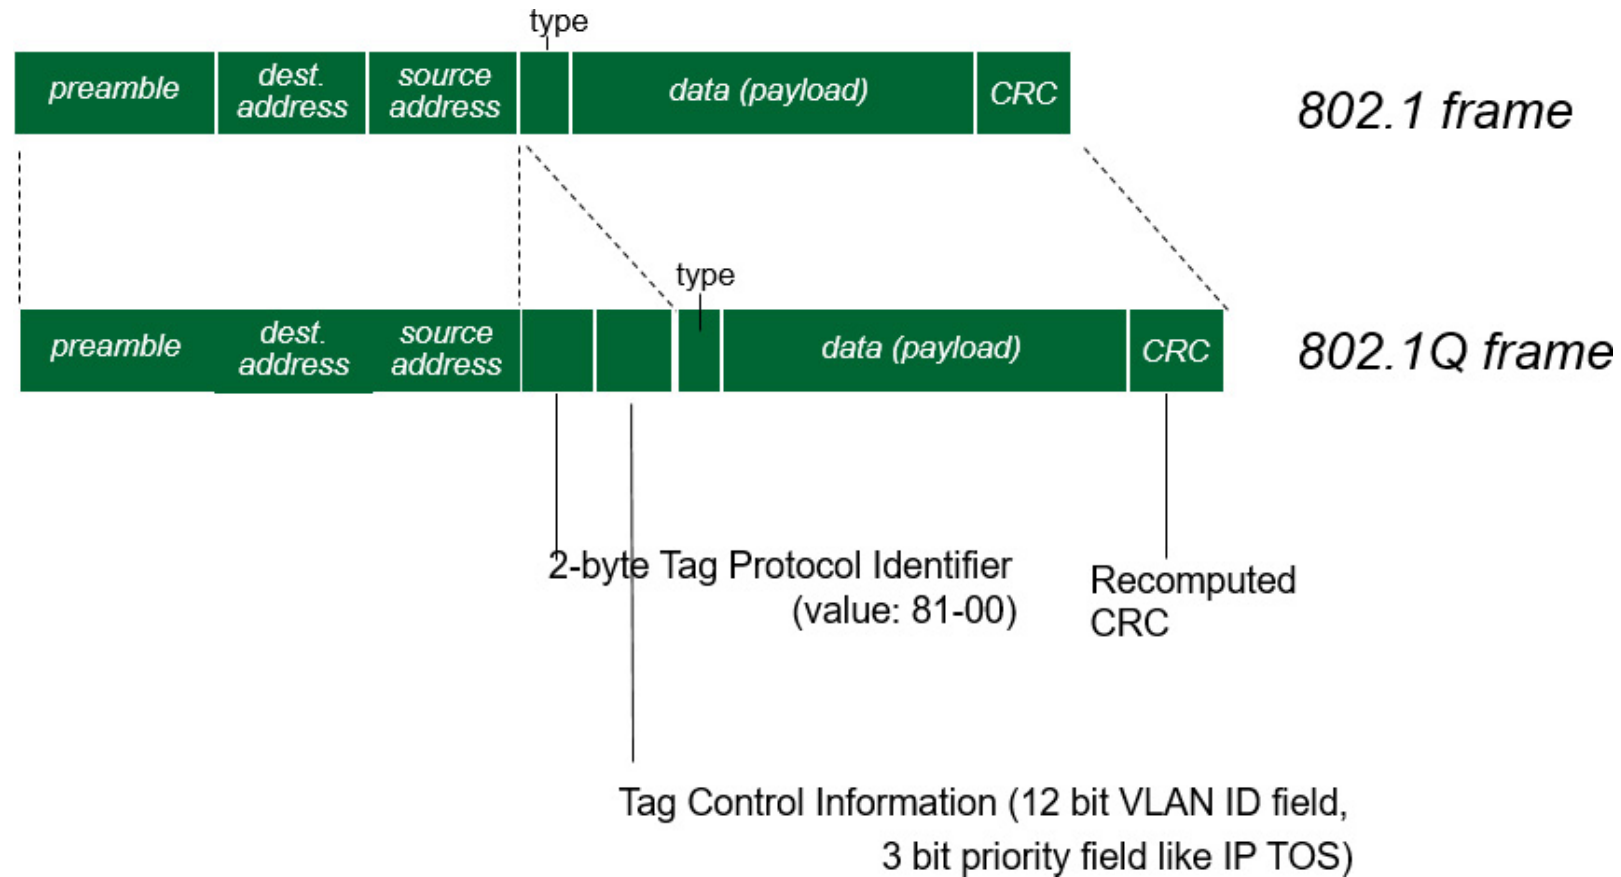 type
preamble
dest.
address
source
address
data (payload)
CRC
802.1 frame
type
preamble
dest.
address
source
address
data (payload)
CRC
802.1Q frame
2-byte Tag Protocol Identifier
(value: 81-00)
Recomputed
CRC
Tag Control Information (12 bit VLAN ID field,
3 bit priority field like IP TOS)